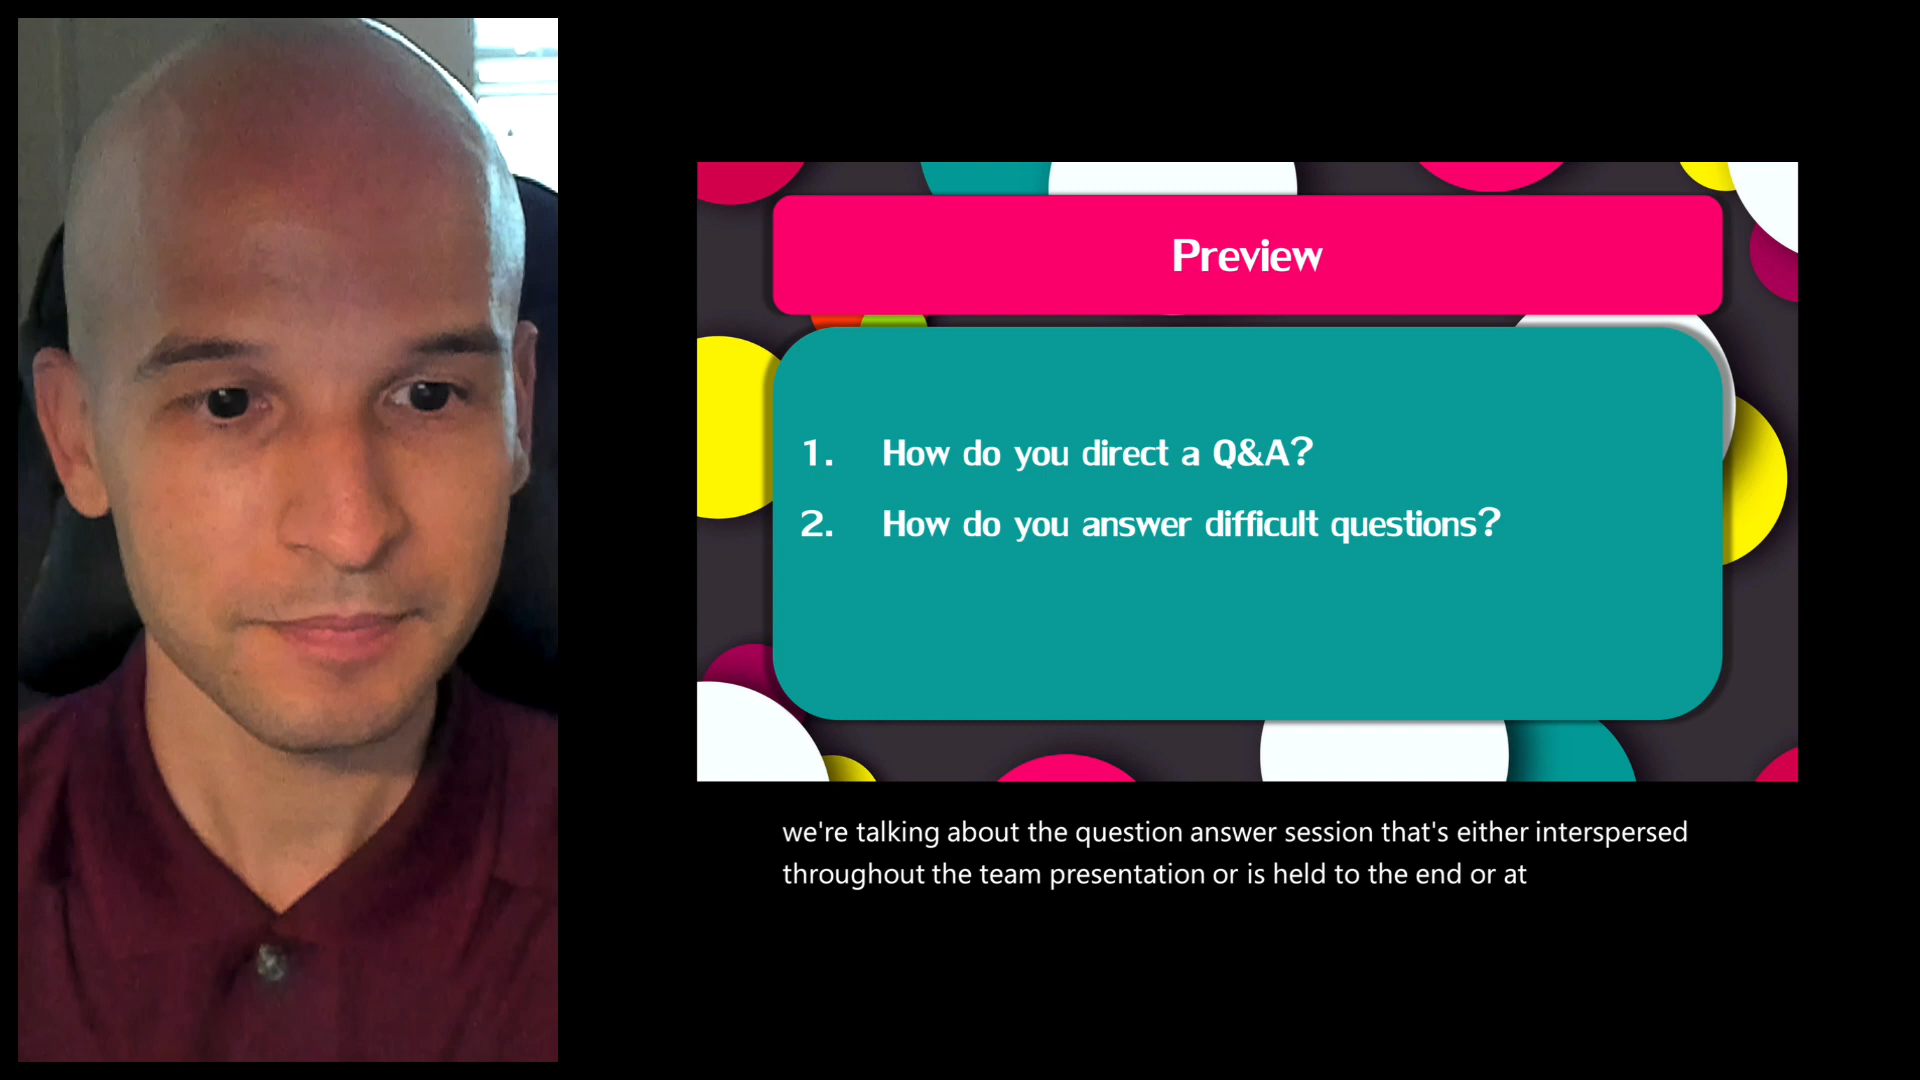 Preview
1. How do you direct a Q&A?
2. How do you answer difficult questions?
we're talking about the question answer session that's either interspersed
throughout the team presentation or is held to the end or at